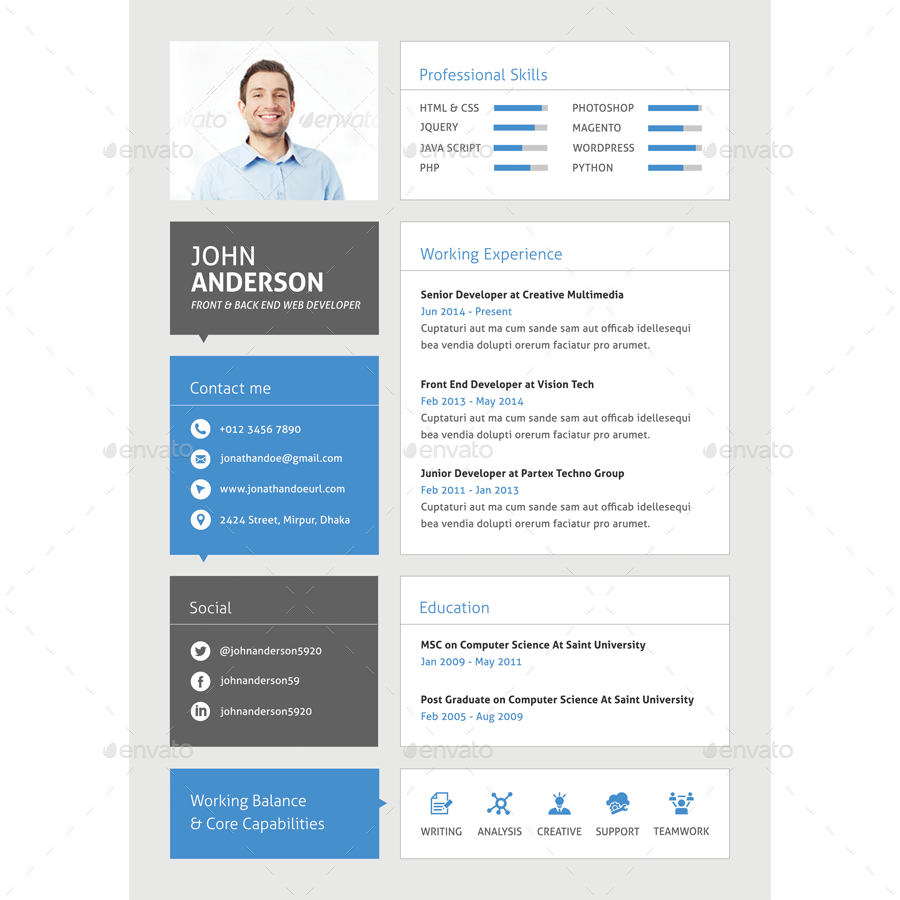 Professional Skills
HTML & CSS
JQUERY
JAVA SCRIPT
PHP
PHOTOSHOP
MAGENTO
WORDPRESS
PYTHON
JOHN
ANDERSON
FRONT & BACK END WEB DEVELOPER
Contact me
+012 3456 7890
jonathandoe@gmail.com
www.jonathandoeurl.com
2424 Street, Mirpur, Dhaka
Social
@johnanderson5920
johnanderson59
johnanderson5920
Working Balance
& Core Capabilities
Working Experience
Senior Developer at Creative Multimedia
Jun 2014 - Present
Cuptaturi aut ma cum sande sam aut officab idellesequi
bea vendia dolupti orerum faciatur pro arumet.
Front End Developer at Vision Tech
Feb 2013 - May 2014
Cuptaturi aut ma cum sande sam aut officab idellesequi
bea vendia dolupti orerum faciatur pro arumet.
Junior Developer at Partex Techno Group
Feb 2011 - Jan 2013
Cuptaturi aut ma cum sande sam aut officab idellesequi
bea vendia dolupti orerum faciatur pro arumet.
Education
MSC on Computer Science At Saint University
Jan 2009 - May 2011
Post Graduate on Computer Science At Saint University
Feb 2005 - Aug 2009
WRITING
ANALYSIS
CREATIVE
SUPPORT
TEAMWORK
envato
envato
envato
envato
envato
envato
envato
envato
envato
envato